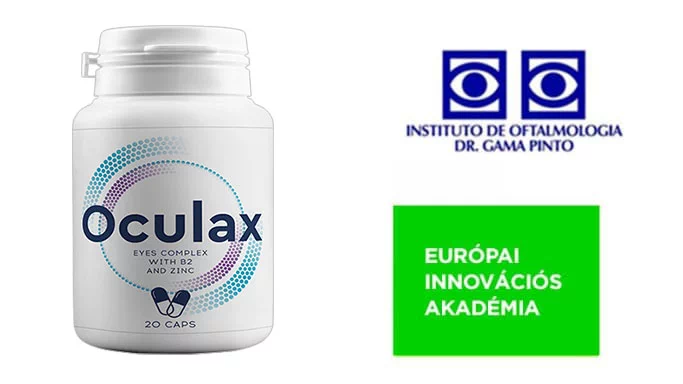 Oculax
EYES COMPLEX
WITH B2
AND ZINC
20 CAPS
INSTITUTO DE OFTALMOLOGIA
DR. GAMA PINTO
EURÓPAI
INNOVÁCIÓS
AKADÉMIA